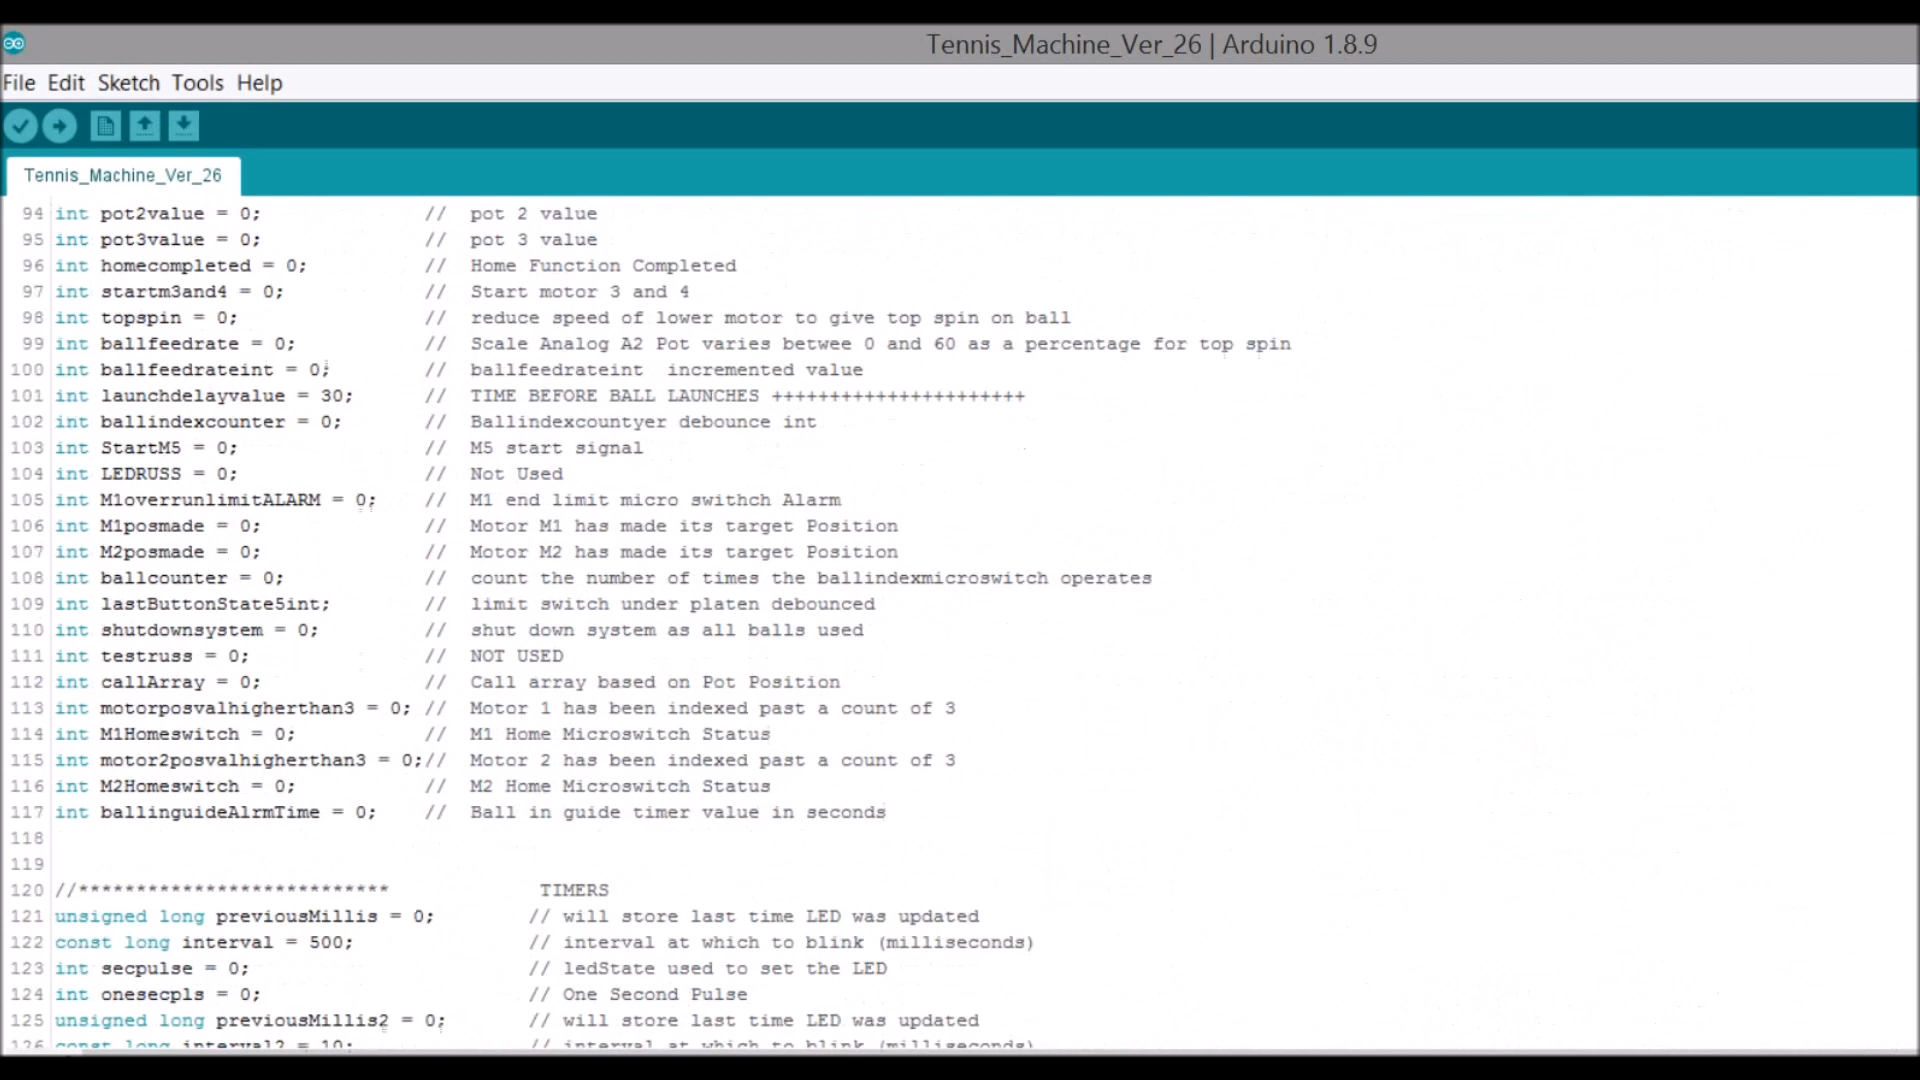 Tennis_Machine_Ver_26 | Arduino 1.8.9
File Edit Sketch Tools Help
Tennis_Machine_Ver_26
94 int pot2value = 0; // pot 2 value
95 int pot3value = 0; // pot 3 value
96 int homecompleted = 0; // Home Function Completed
97 int startm3and4 = 0; // Start motor 3 and 4
98 int topspin = 0; // reduce speed of lower motor to give top spin on ball
99 int ballfeedrate = 0; // Scale Analog A2 Pot varies betwee 0 and 60 as a percentage for top spin
100 int ballfeedrateint = 0; // ballfeedrateint incremented value
101 int launchdelayvalue = 30; // TIME BEFORE BALL LAUNCHES ++++++++++++++++++++++
102 int ballindexcounter = 0; // Ballindexcountyer debounce int
103 int StartM5 = 0; // M5 start signal
104 int LEDRUSS = 0; // Not Used
105 int M1overrunlimitALARM = 0; // M1 end limit micro swithch Alarm
106 int M1posmade = 0; // Motor M1 has made its target Position
107 int M2posmade = 0; // Motor M2 has made its target Position
108 int ballcounter = 0; // count the number of times the ballindexmicroswitch operates
109 int lastButtonState5int; // limit switch under platen debounced
110 int shutdownsystem = 0; // shut down system as all balls used
111 int testruss = 0; // NOT USED
112 int callArray = 0; // Call array based on Pot Position
113 int motorposvalhigherthan3 = 0; // Motor 1 has been indexed past a count of 3
114 int M1Homeswitch = 0; // M1 Home Microswitch Status
115 int motor2posvalhigherthan3 = 0;// Motor 2 has been indexed past a count of 3
116 int M2Homeswitch = 0; // M2 Home Microswitch Status
117 int ballinguideAlrmTime = 0; // Ball in guide timer value in seconds
118
119
120 //*************************** TIMERS
121 unsigned long previousMillis = 0; // will store last time LED was updated
122 const long interval = 500; // interval at which to blink (milliseconds)
123 int secpulse = 0; // ledState used to set the LED
124 int onesecpls = 0; // One Second Pulse
125 unsigned long previousMillis2 = 0; // will store last time LED was updated
126 const long interval2 = 10; // interval at which to blink (milliseconds)